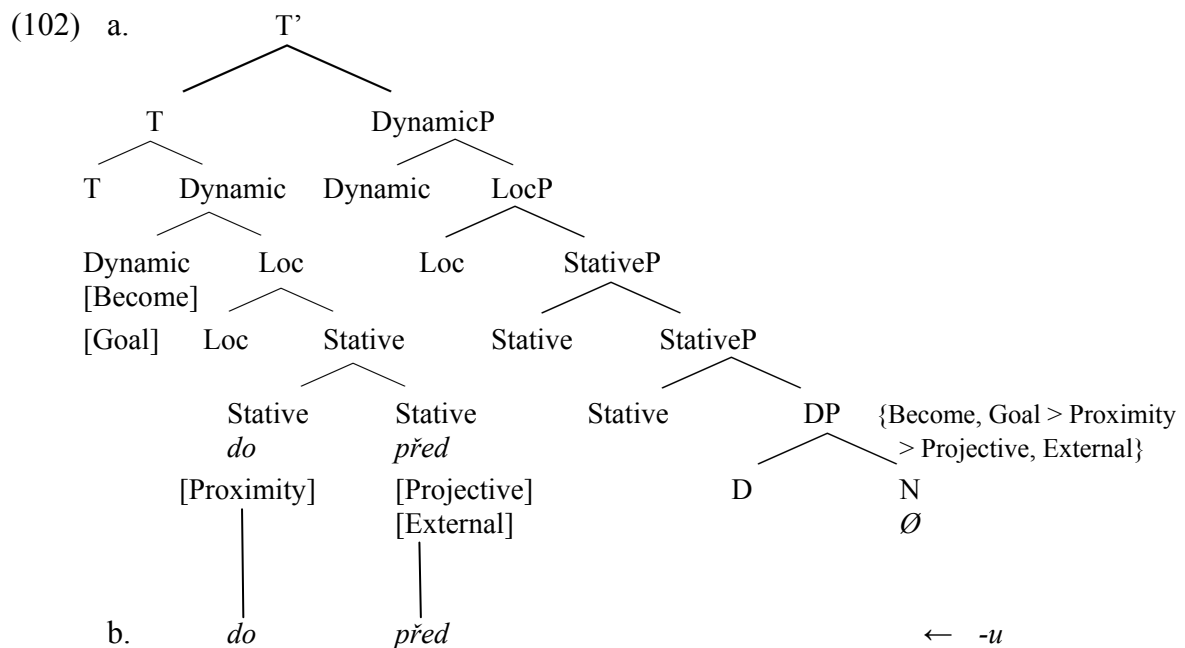 (102) a. T’
T DynamicP
T Dynamic Dynamic LocP
Dynamic Loc Loc StativeP
[Become]
[Goal] Loc Stative Stative StativeP
Stative Stative Stative DP {Become, Goal > Proximity
do před > Projective, External}
[Proximity] [Projective] D N
[External] Ø
b. do před ← -u